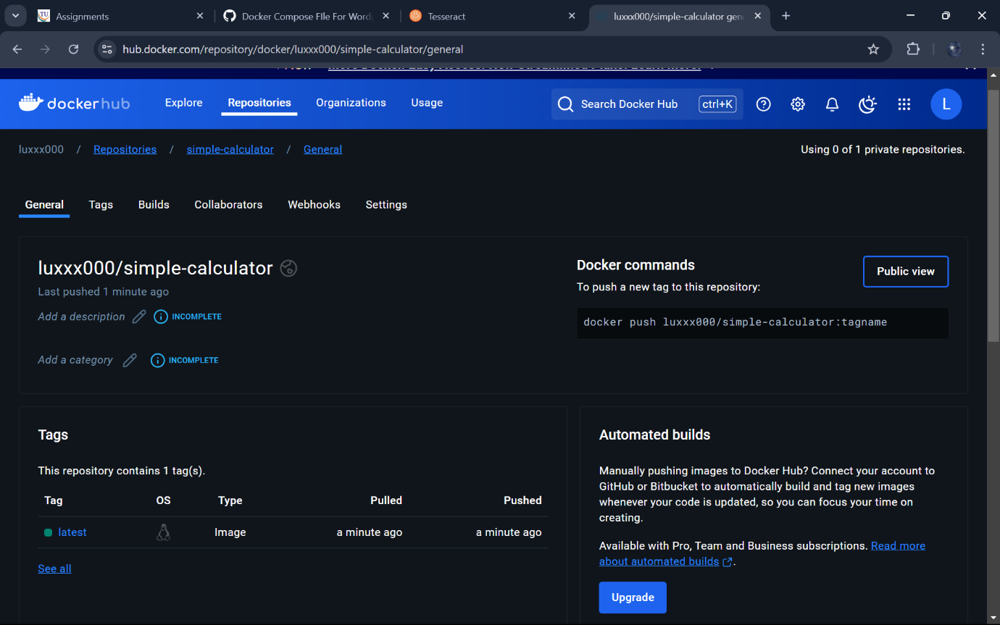 Assignments
Docker Compose FIle For Word
Tesseract
luxxx000/simple-calculator gen
hub.docker.com/repository/docker/luxxx000/simple-calculator/general
docker hub
Explore
Repositories
Organizations
Usage
Search Docker Hub
ctrl+K
L
luxxx000 / Repositories / simple-calculator / General
Using 0 of 1 private repositories.
General
Tags
Builds
Collaborators
Webhooks
Settings
luxxx000/simple-calculator
Last pushed 1 minute ago
Add a description
INCOMPLETE
Add a category
INCOMPLETE
Docker commands
Public view
To push a new tag to this repository:
docker push luxxx000/simple-calculator:tagname
Tags
This repository contains 1 tag(s).
Tag OS Type Pulled Pushed
latest Image a minute ago a minute ago
See all
Automated builds
Manually pushing images to Docker Hub? Connect your account to
GitHub or Bitbucket to automatically build and tag new images
whenever your code is updated, so you can focus your time on
creating.
Available with Pro, Team and Business subscriptions. Read more
about automated builds.
Upgrade